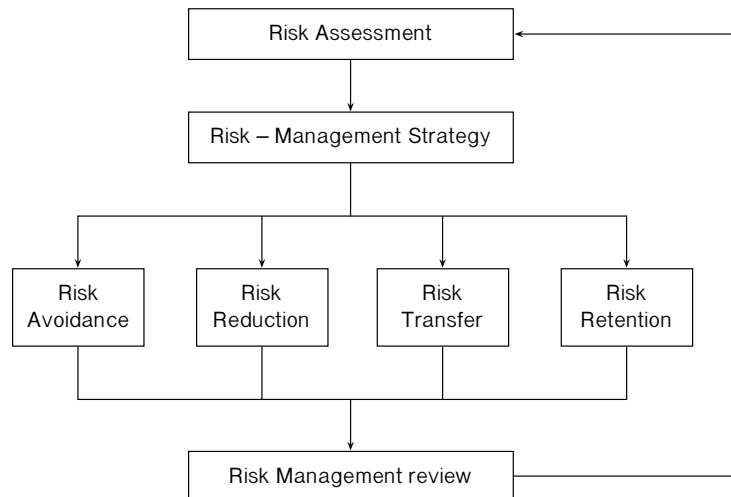 Risk Assessment
Risk – Management Strategy
Risk
Avoidance
Risk
Reduction
Risk
Transfer
Risk
Retention
Risk Management review